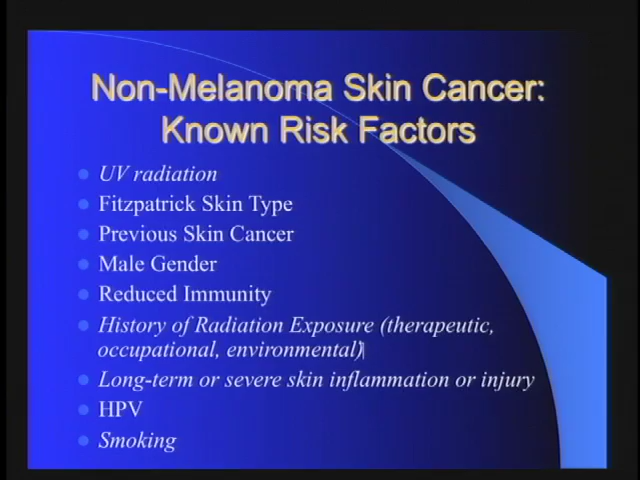 Non-Melanoma Skin Cancer:
Known Risk Factors
UV radiation
Fitzpatrick Skin Type
Previous Skin Cancer
Male Gender
Reduced Immunity
History of Radiation Exposure (therapeutic,
occupational, environmental)
Long-term or severe skin inflammation or injury
HPV
Smoking